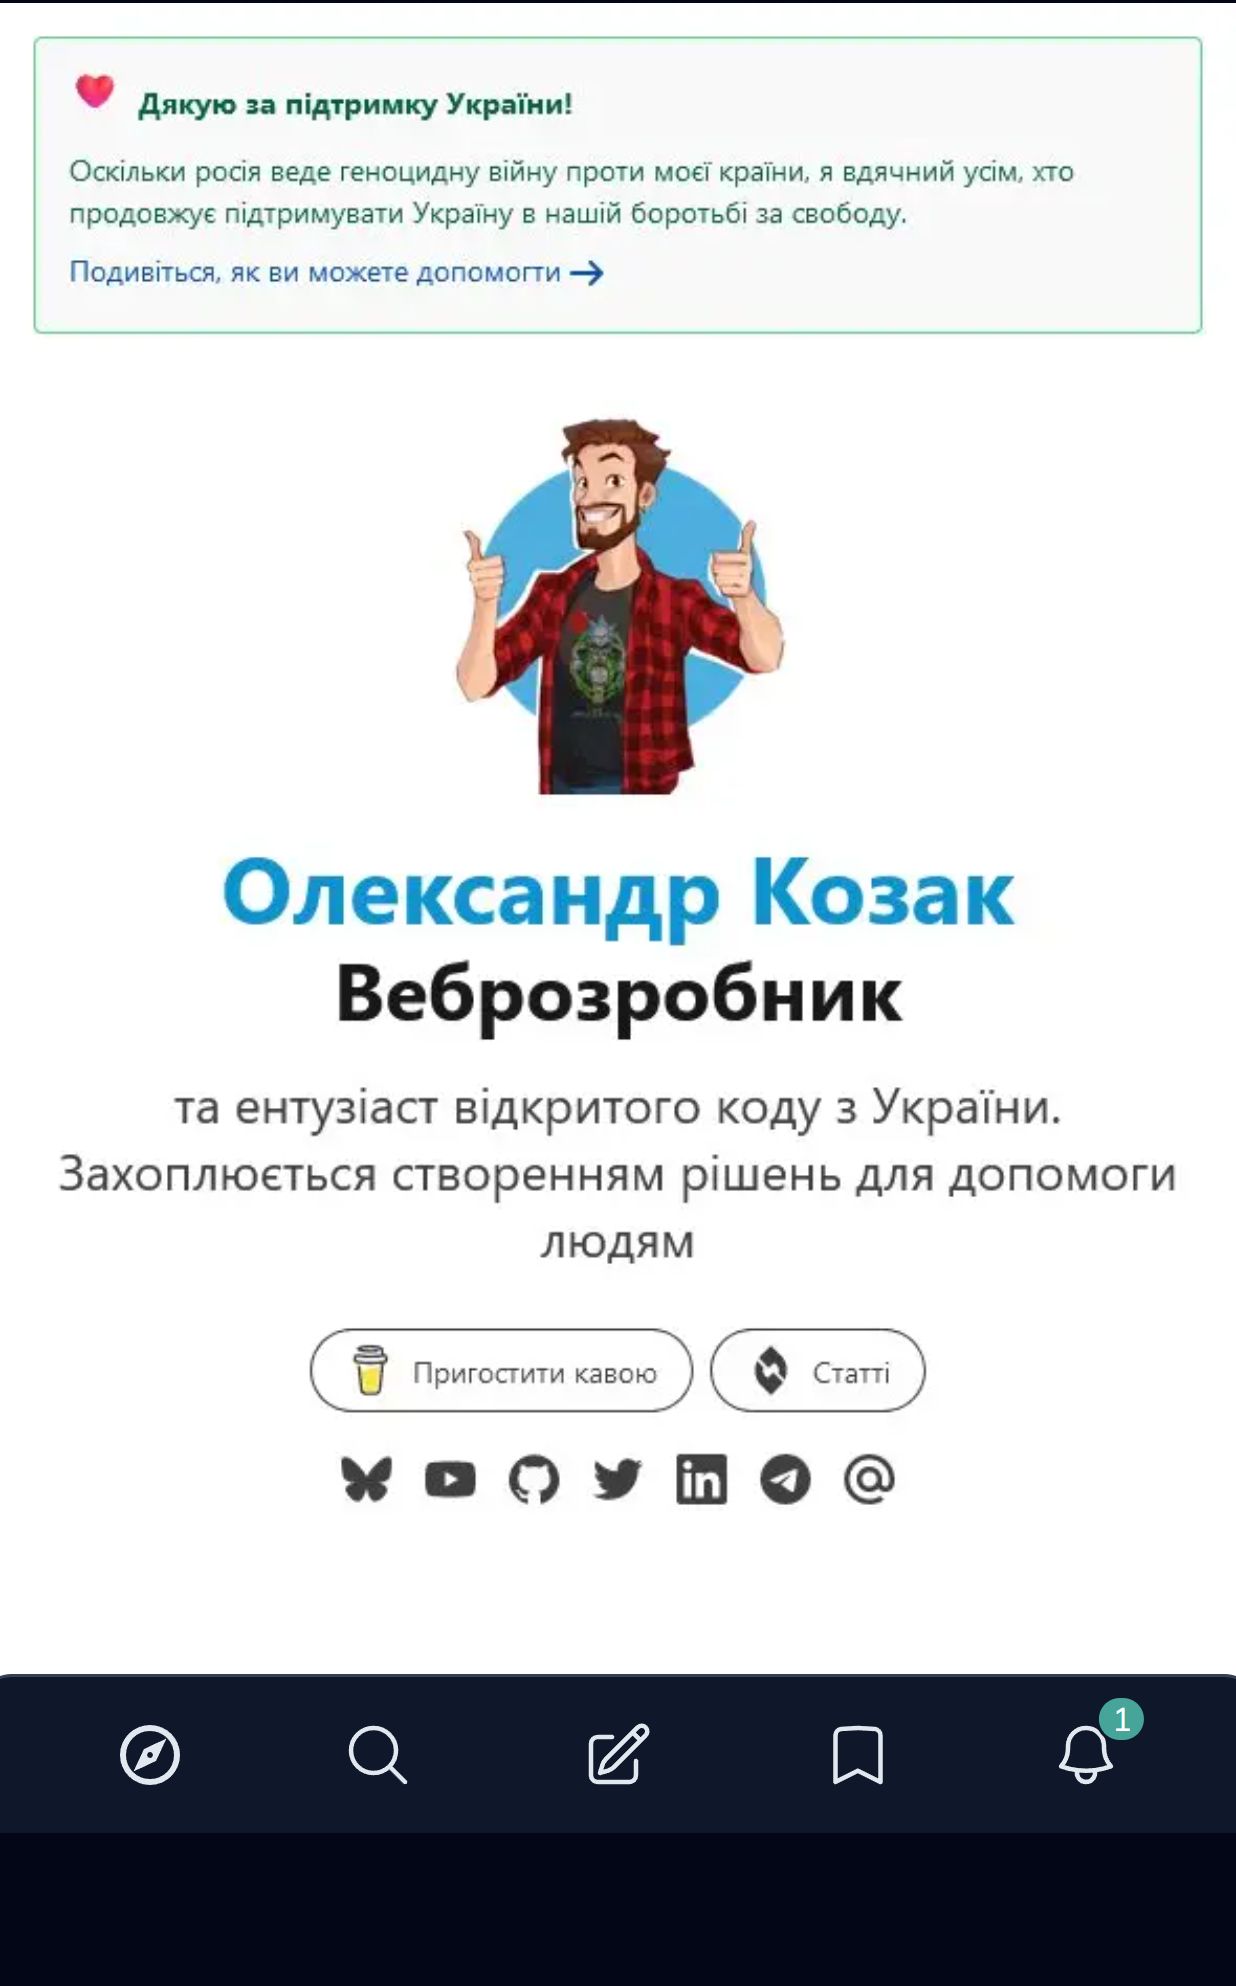 Дякую за підтримку України!
Оскільки росія веде геноцидну війну проти моєї країни, я вдячний усім, хто
продовжує підтримувати Україну в нашій боротьбі за свободу.
Подивіться, як ви можете допомогти →
Олександр Козак
Веброзробник
та ентузіаст відкритого коду з України.
Захоплюється створенням рішень для допомоги
людям
Пригостити кавою
Статті
1